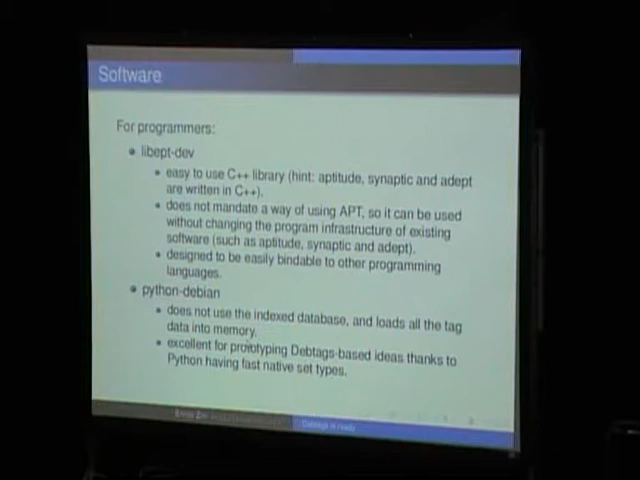 Software
For programmers:
libept-dev
easy to use C++ library (hint: aptitude, synaptic and adept
are written in C++).
does not mandate a way of using APT, so it can be used
without changing the program infrastructure of existing
software (such as aptitude, synaptic and adept).
designed to be easily bindable to other programming
languages.
python-debian
does not use the indexed database, and loads all the tag
data into memory.
excellent for prototyping Debtags-based ideas thanks to
Python having fast native set types.
Debtags is ready